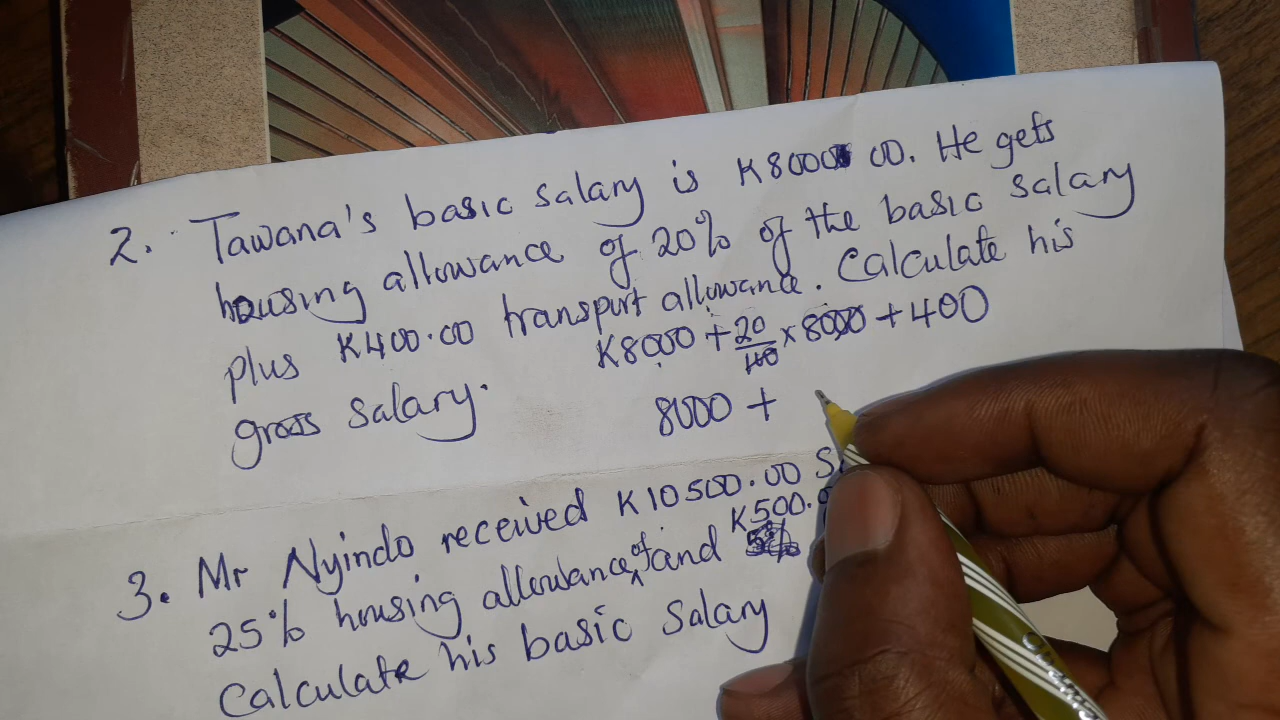 2. Tawana's basic salary is K8000 00. He gets
housing allowance of 20% of the basic salary
plus K400.00 transport allowance. Calculate his
gross salary.
K8000 + 20/100 x 8000 + 400
8000 +
3. Mr Nyindo received K10500.00
25% housing allowance, of and K500.
Calculate his basic salary